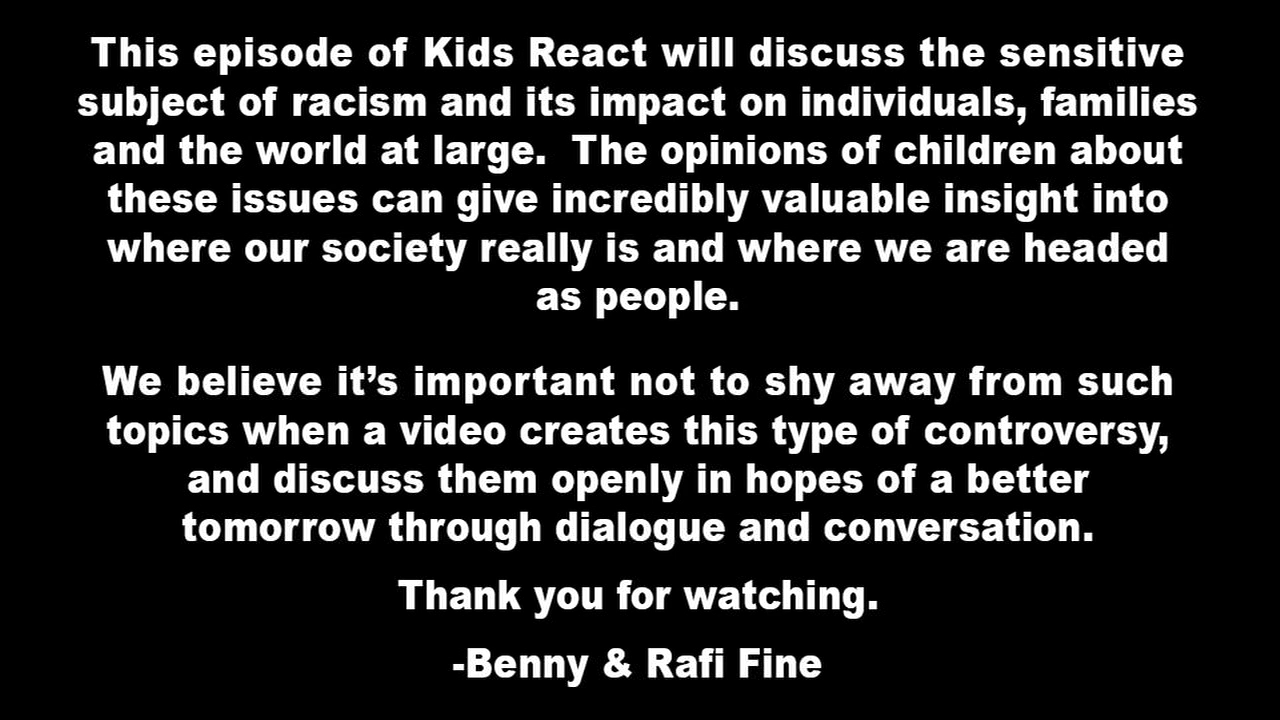 This episode of Kids React will discuss the sensitive
subject of racism and its impact on individuals, families
and the world at large.  The opinions of children about
these issues can give incredibly valuable insight into
where our society really is and where we are headed
as people.
We believe it’s important not to shy away from such
topics when a video creates this type of controversy,
and discuss them openly in hopes of a better
tomorrow through dialogue and conversation.
Thank you for watching.
-Benny & Rafi Fine